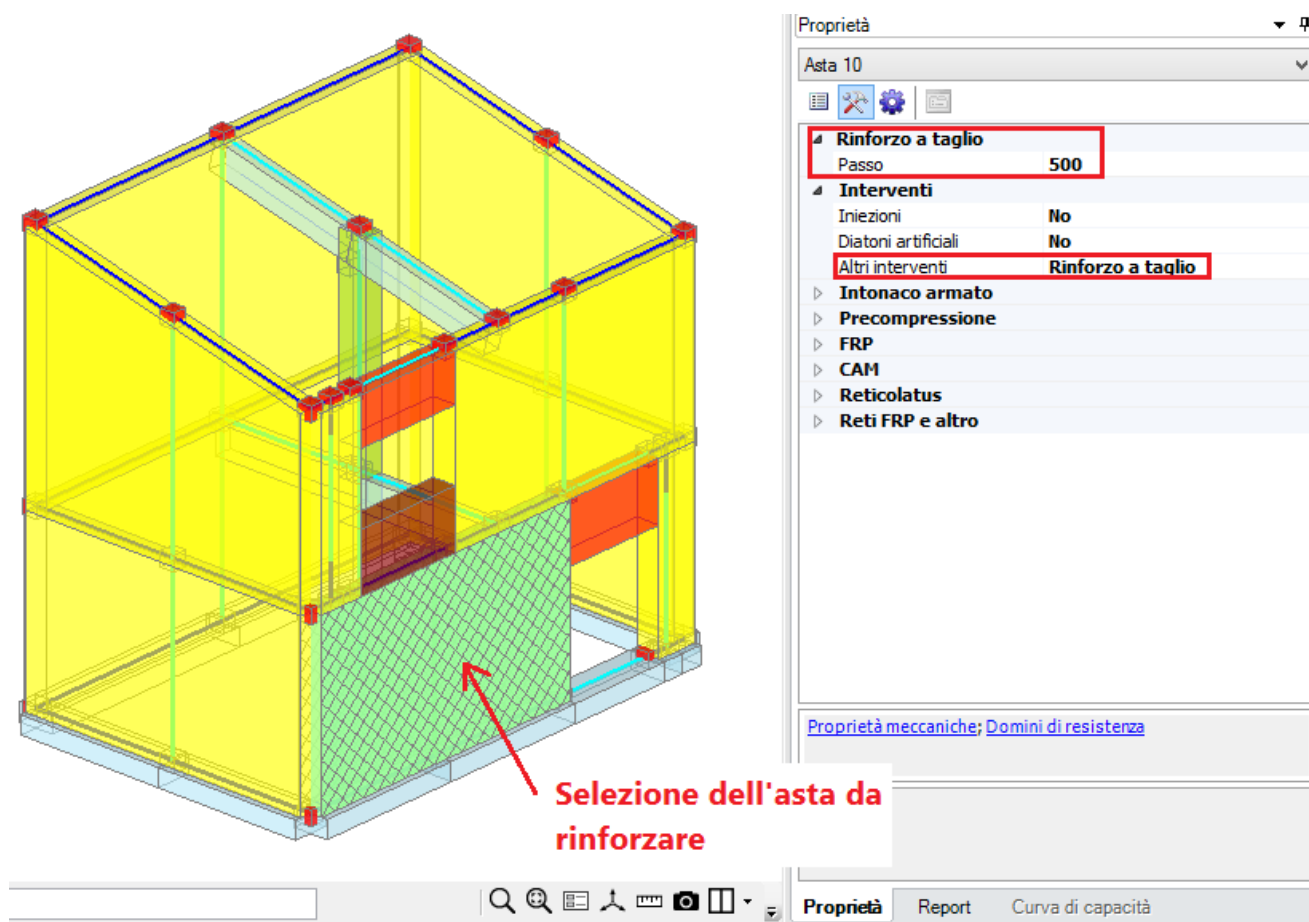 Proprietà
Asta 10
Rinforzo a taglio
Passo 500
Interventi
Iniezioni No
Diatoni artificiali No
Altri interventi Rinforzo a taglio
Intonaco armato
Precompressione
FRP
CAM
Reticolatus
Reti FRP e altro
Proprietà meccaniche; Domini di resistenza
Selezione dell'asta da
rinforzare
Proprietà Report Curva di capacità